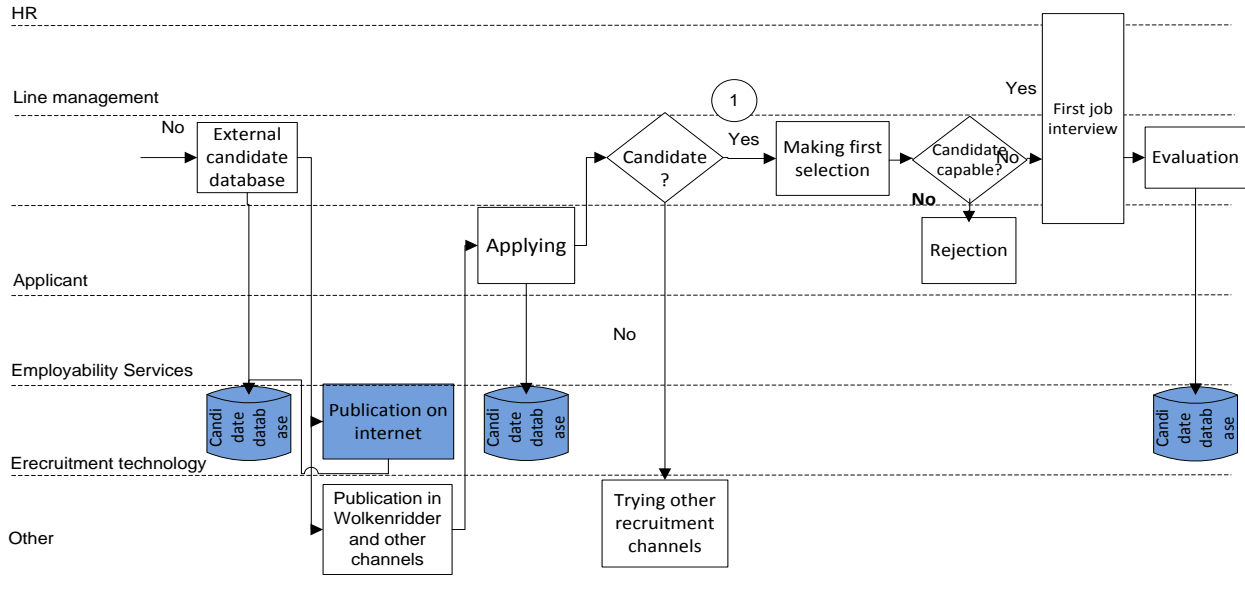 HR
Yes
Line management
1
First job
interview
No
External
candidate
database
Candidate
?
Yes
Making first
selection
Candidate
capable?
No
Evaluation
No
Applying
Rejection
Applicant
No
Employability Services
Candi
date
datab
ase
Publication on
internet
Candi
date
datab
ase
Candi
date
datab
ase
Erecruitment technology
Publication in
Wolkenridder
and other
channels
Trying other
recruitment
channels
Other